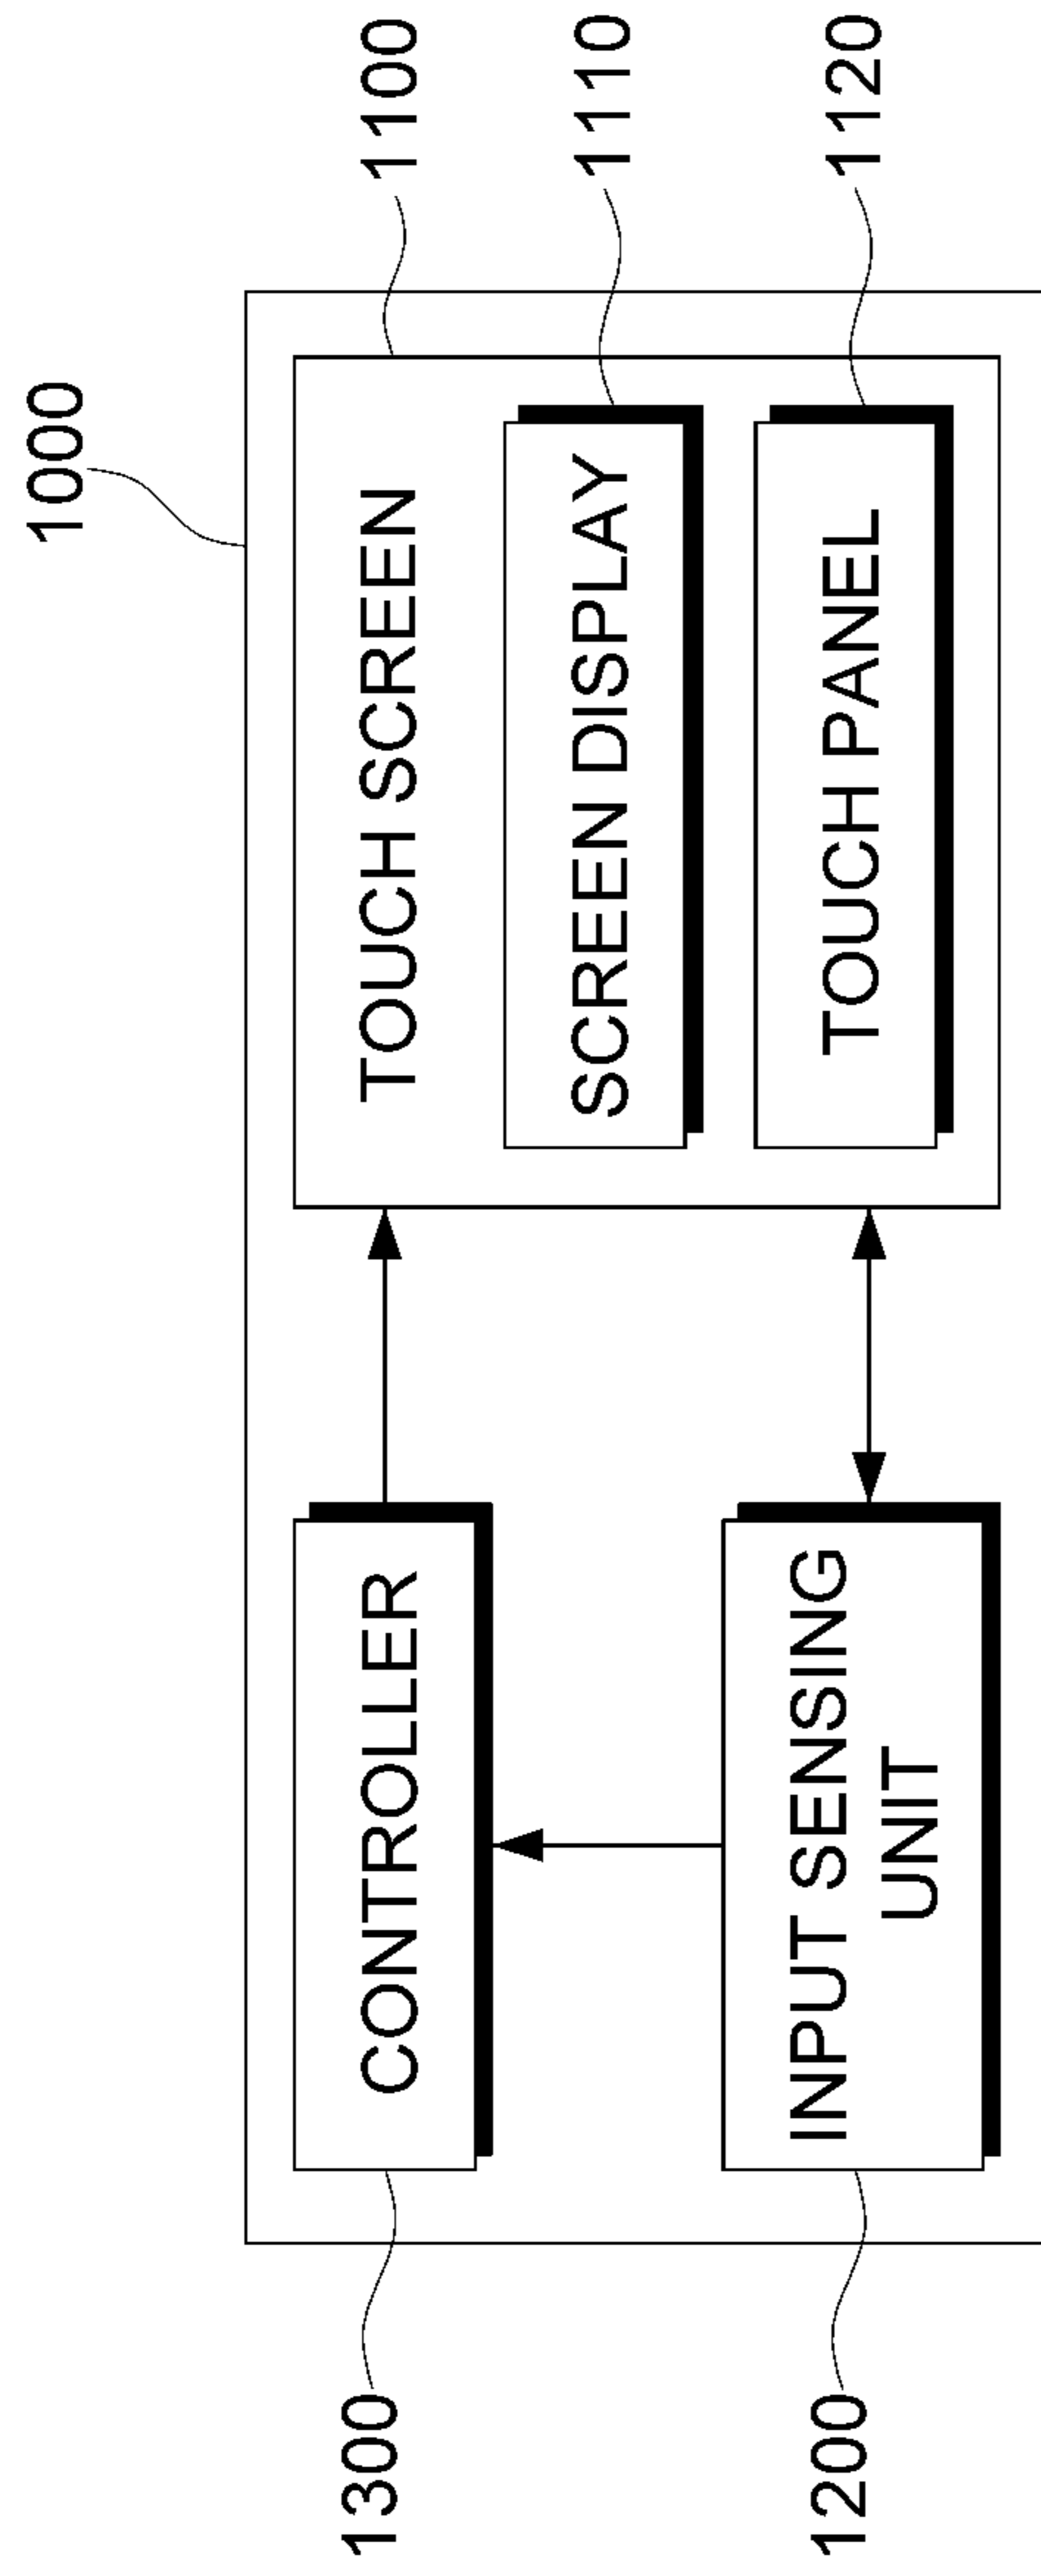 1000
1300
CONTROLLER
TOUCH SCREEN
1100
SCREEN DISPLAY
1110
1200
INPUT SENSING
UNIT
TOUCH PANEL
1120